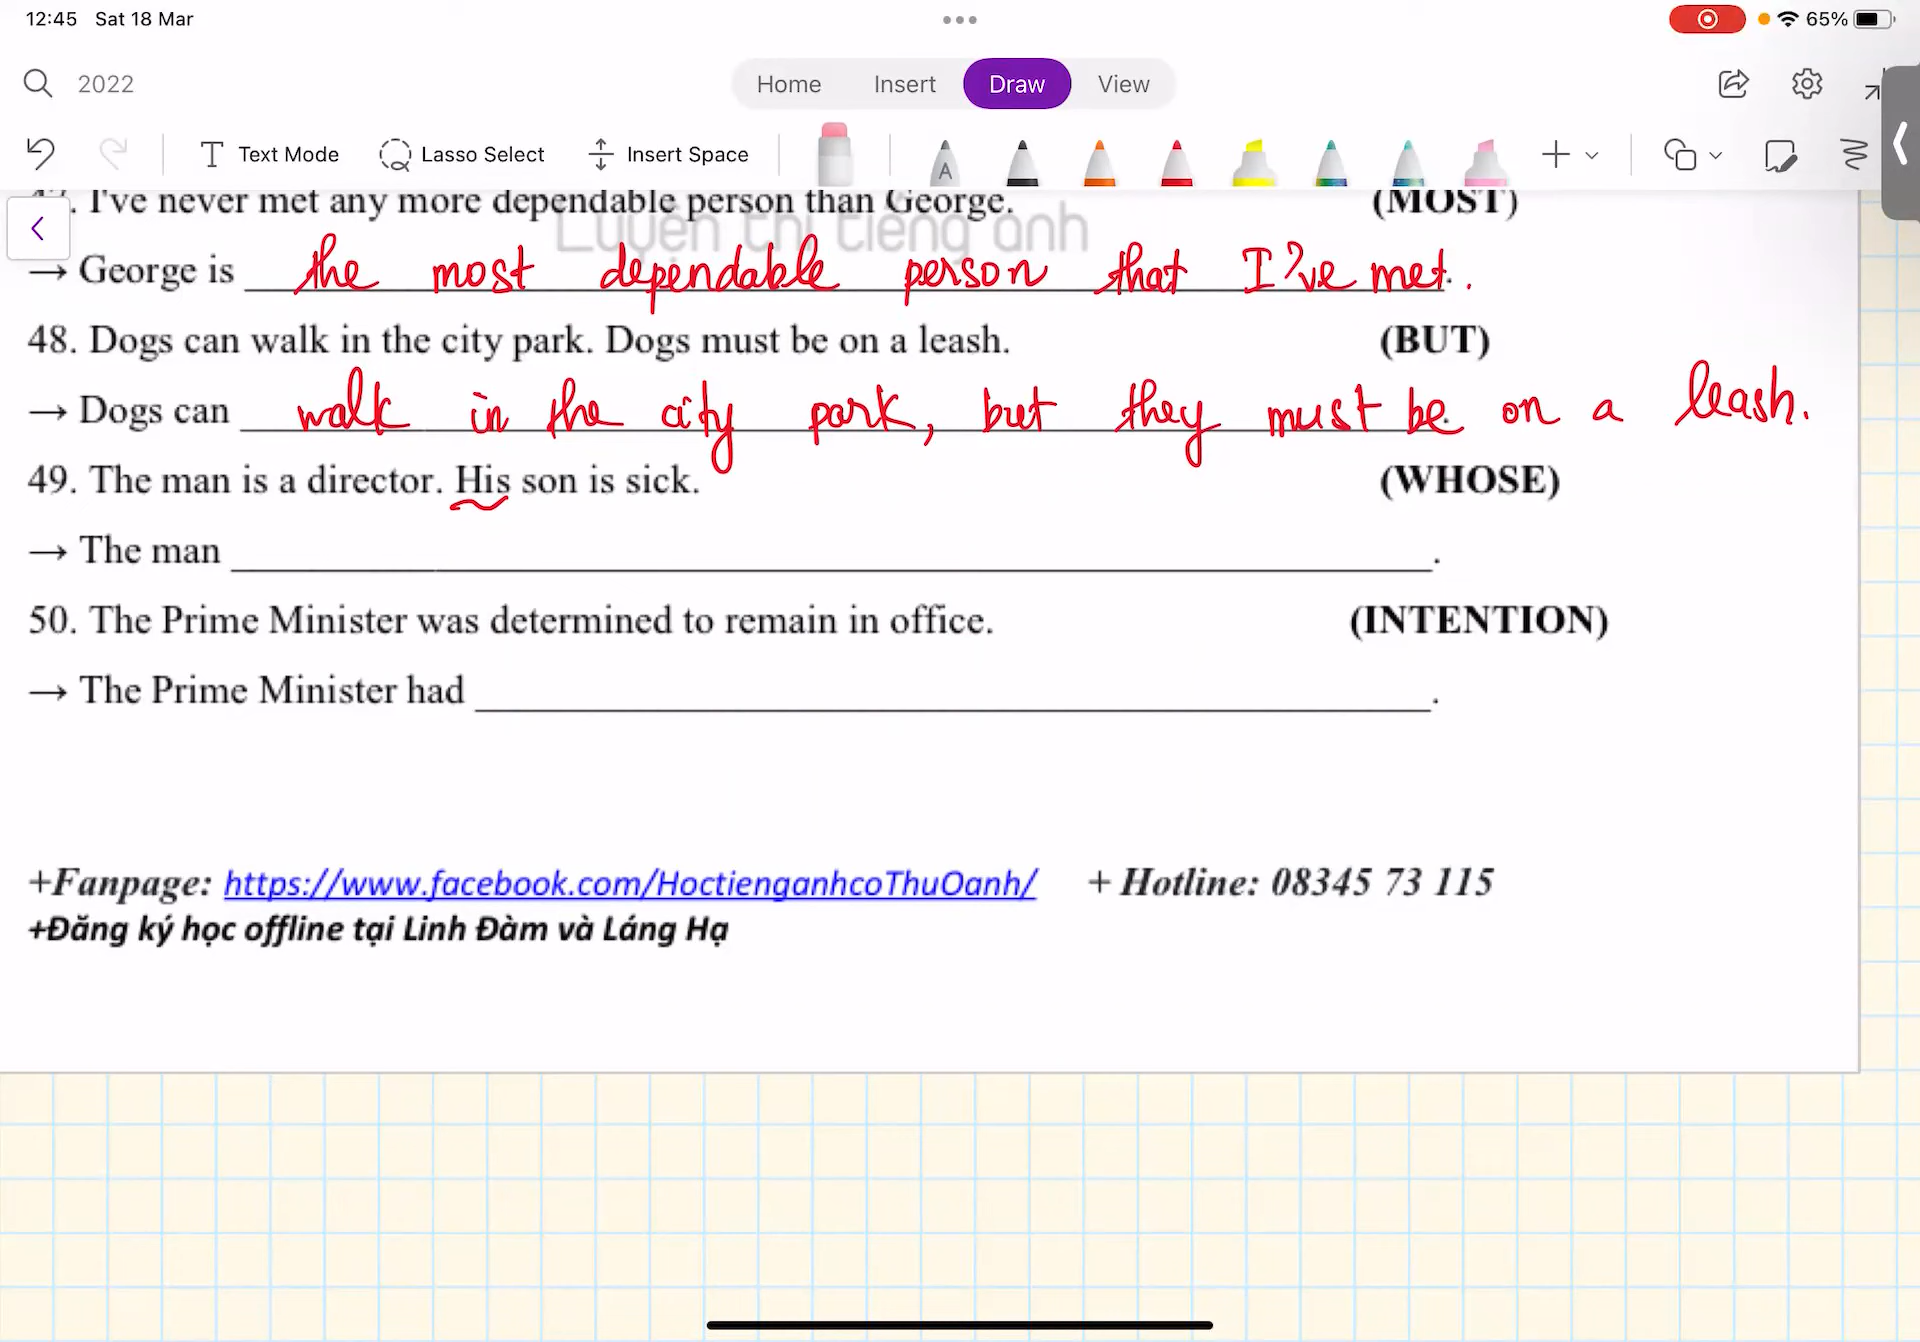 12:45 Sat 18 Mar 65%
2022 Home Insert Draw View
Text Mode Lasso Select Insert Space A
. I've never met any more dependable person than George. (MOST)
Luyện thi tiếng anh
→ George is the most dependable person that I've met.
48. Dogs can walk in the city park. Dogs must be on a leash. (BUT)
→ Dogs can walk in the city park, but they must be on a leash.
49. The man is a director. His son is sick. (WHOSE)
→ The man ______.
50. The Prime Minister was determined to remain in office. (INTENTION)
→ The Prime Minister had ______.
+Fanpage: https://www.facebook.com/HoctienganhcoThuOanh/ + Hotline: 08345 73 115
+Đăng ký học offline tại Linh Đàm và Láng Hạ